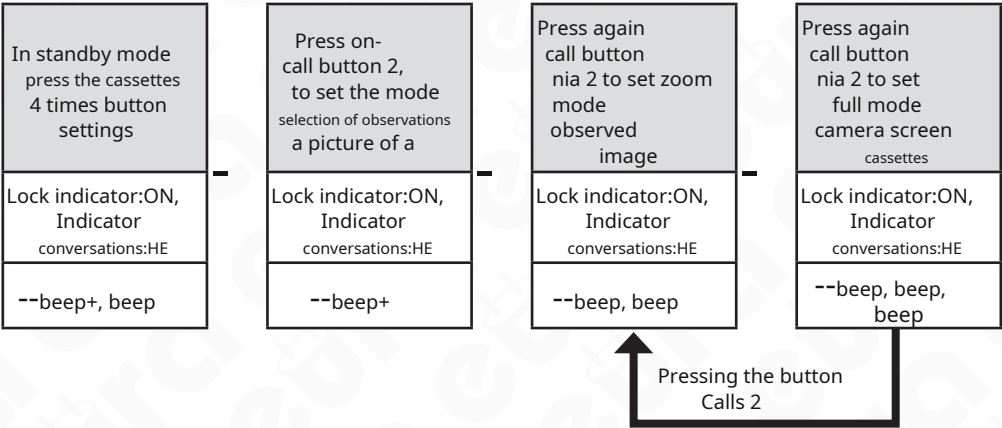 In standby mode
press the cassettes
4 times button
settings
Lock indicator:ON,
Indicator
conversations:HE
--beep+, beep
-
Press on-
call button 2,
to set the mode
selection of observations
a picture of a
Lock indicator:ON,
Indicator
conversations:HE
--beep+
-
Press again
call button
nia 2 to set zoom
mode
observed
image
Lock indicator:ON,
Indicator
conversations:HE
--beep, beep
-
Press again
call button
nia 2 to set
full mode
camera screen
cassettes
Lock indicator:ON,
Indicator
conversations:HE
--beep, beep,
beep
Pressing the button
Calls 2